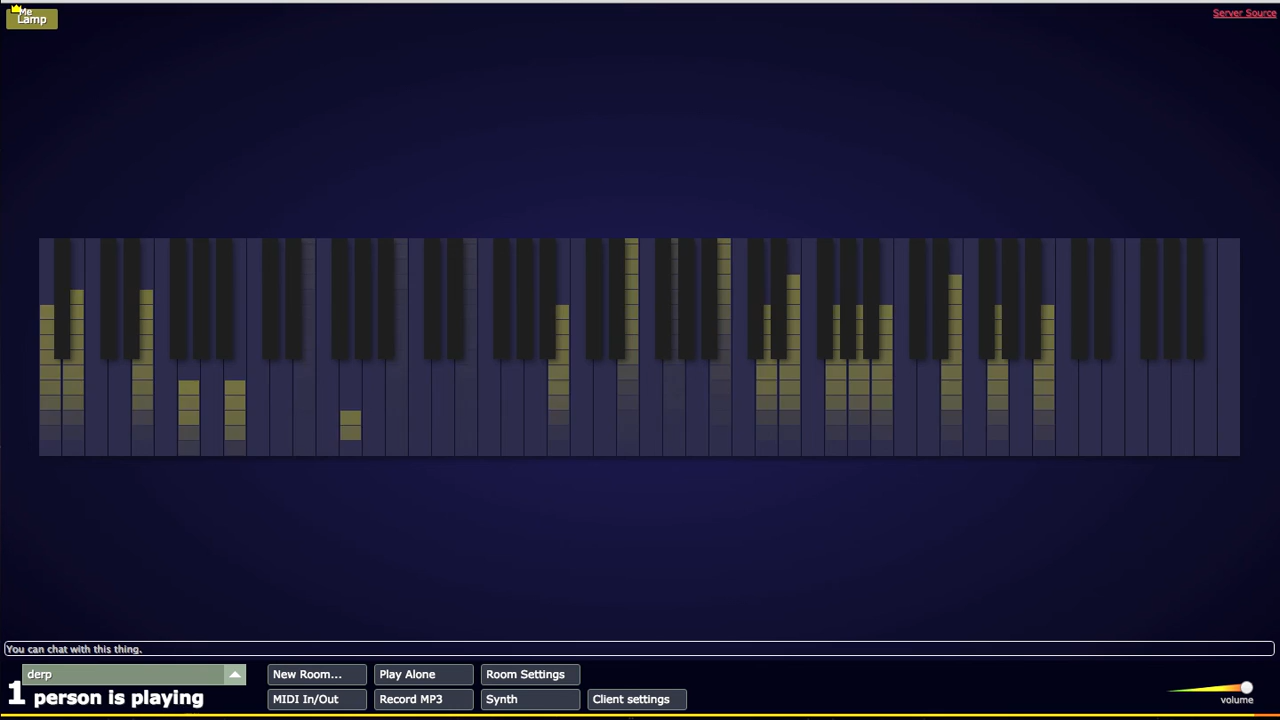 Me
Lamp
Server Source
You can chat with this thing.
derp
New Room...
Play Alone
Room Settings
1 person is playing
MIDI In/Out
Record MP3
Synth
Client settings
volume